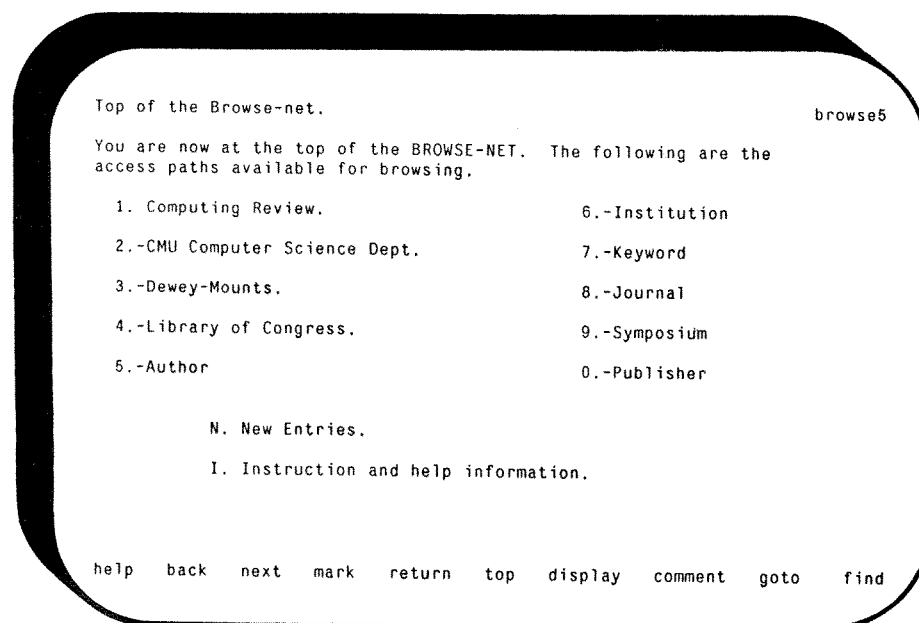 Top of the Browse-net. browse5
You are now at the top of the BROWSE-NET. The following are the
access paths available for browsing.
1. Computing Review. 6.-Institution
2.-CMU Computer Science Dept. 7.-Keyword
3.-Dewey-Mounts. 8.-Journal
4.-Library of Congress. 9.-Symposium
5.-Author 0.-Publisher
N. New Entries.
I. Instruction and help information.
help back next mark return top display comment goto find